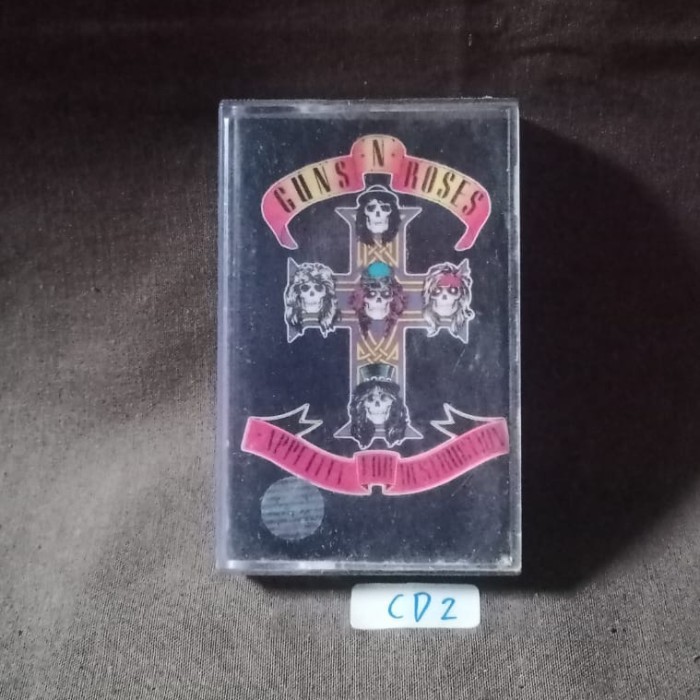 GUNS N' ROSES
APPETITE FOR DESTRUCTION
CD2